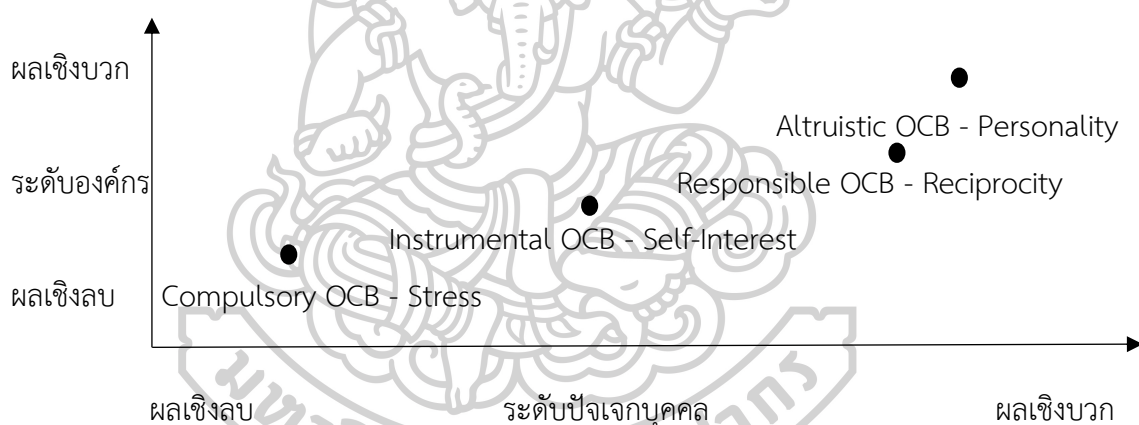 ผลเชิงบวก
Altruistic OCB - Personality
ระดับองค์กร
Responsible OCB - Reciprocity
Instrumental OCB - Self-Interest
ผลเชิงลบ
Compulsory OCB - Stress
ผลเชิงลบ ระดับปัจเจกบุคคล ผลเชิงบวก